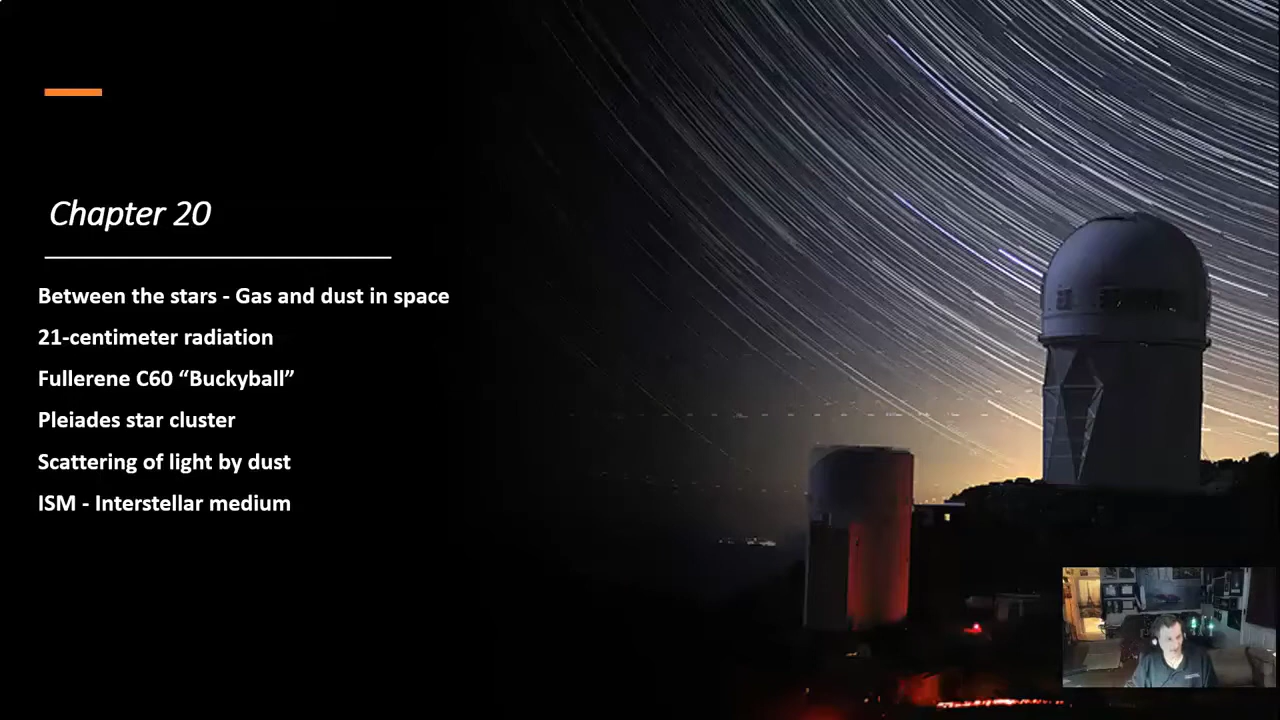 Chapter 20
Between the stars - Gas and dust in space
21-centimeter radiation
Fullerene C60 “Buckyball”
Pleiades star cluster
Scattering of light by dust
ISM - Interstellar medium